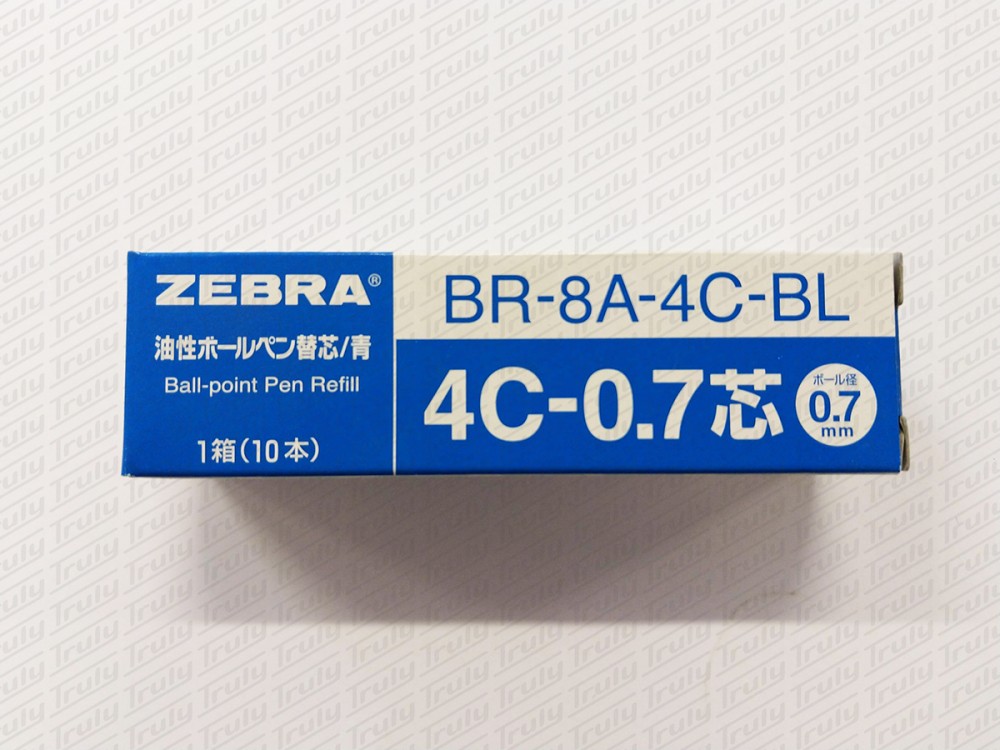 ZEBRA®
油性ボールペン替芯/青
Ball-point Pen Refill
1箱(10本)
BR-8A-4C-BL
4C-0.7芯
ボール径
0.7
mm
Truly